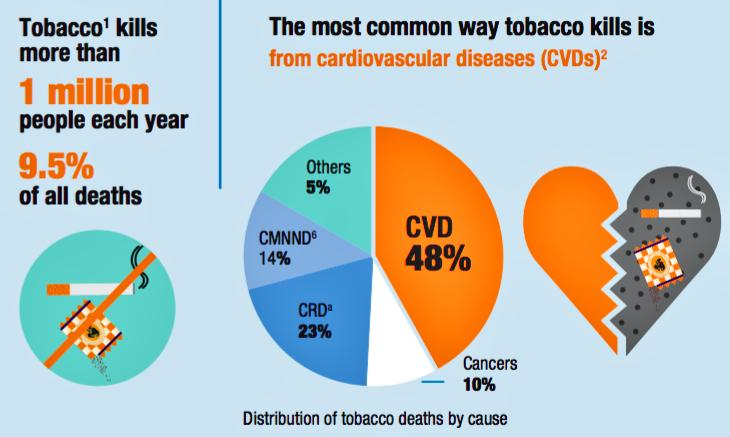 Tobacco¹ kills
more than
1 million
people each year
9.5%
of all deaths
The most common way tobacco kills is
from cardiovascular diseases (CVDs)²
Others
5%
CMNND⁶
14%
CRDª
23%
CVD
48%
Cancers
10%
Distribution of tobacco deaths by cause